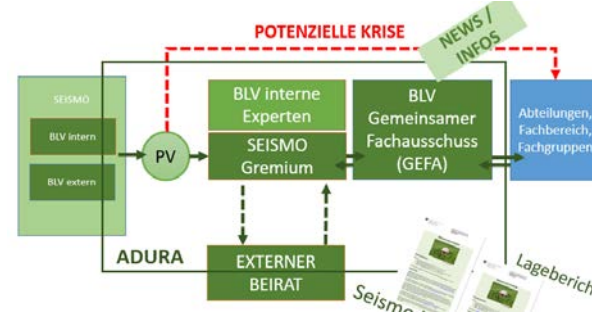 POTENZIELLE KRISE
NEWS /
INFOS
SEISMO
BLV intern
BLV extern
PV
BLV interne
Experten
SEISMO
Gremium
BLV
Gemeinsamer
Fachausschuss
(GEFA)
Abteilungen,
Fachbereich,
Fachgruppen
ADURA
EXTERNER
BEIRAT
Seismo
Lageberich